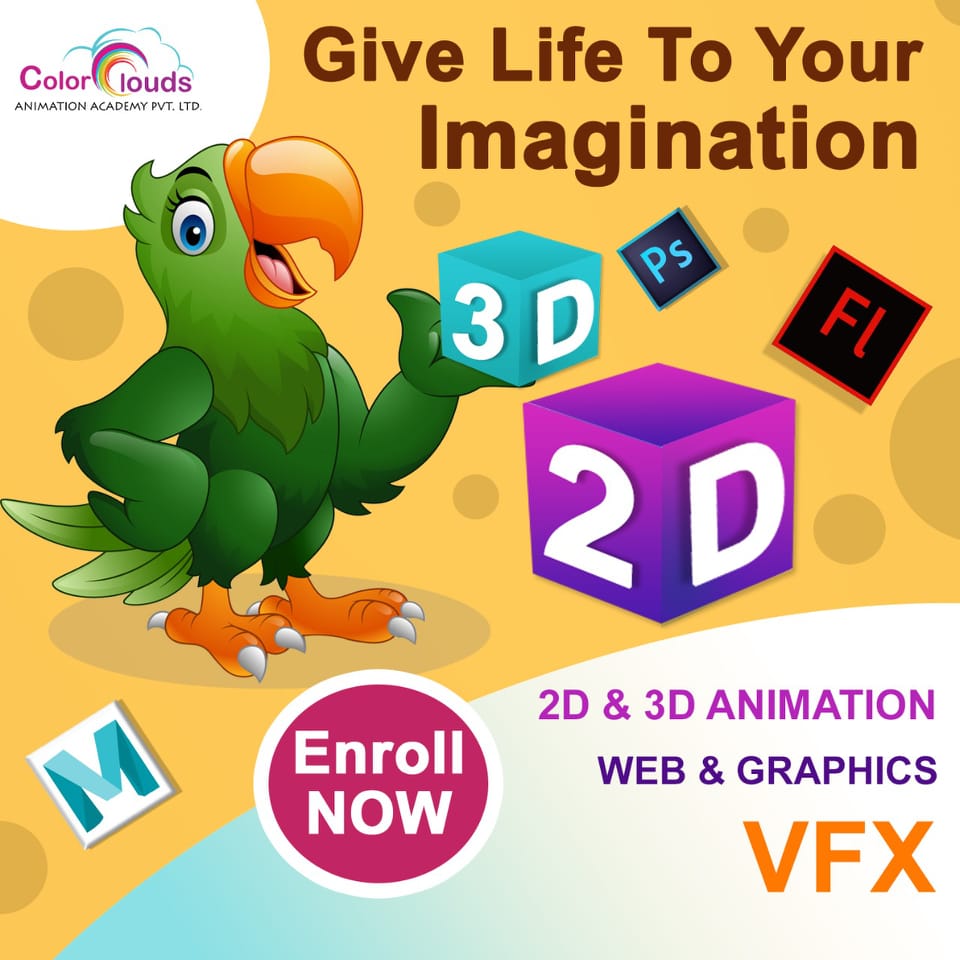 Color Clouds
ANIMATION ACADEMY PVT. LTD.
Give Life To Your
Imagination
3D
Ps
Fl
2D
M
Enroll
NOW
2D & 3D ANIMATION
WEB & GRAPHICS
VFX